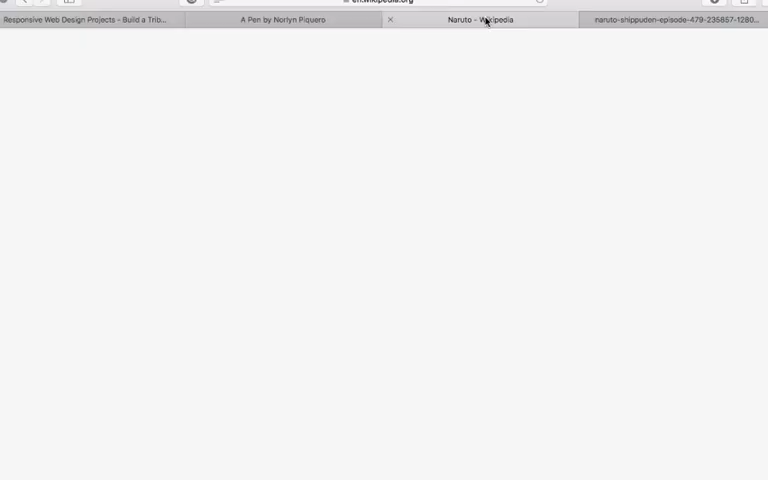 en.wikipedia.org
Responsive Web Design Projects - Build a Trib... A Pen by Norlyn Piquero Naruto - Wikipedia naruto-shippuden-episode-479-235857-1280...